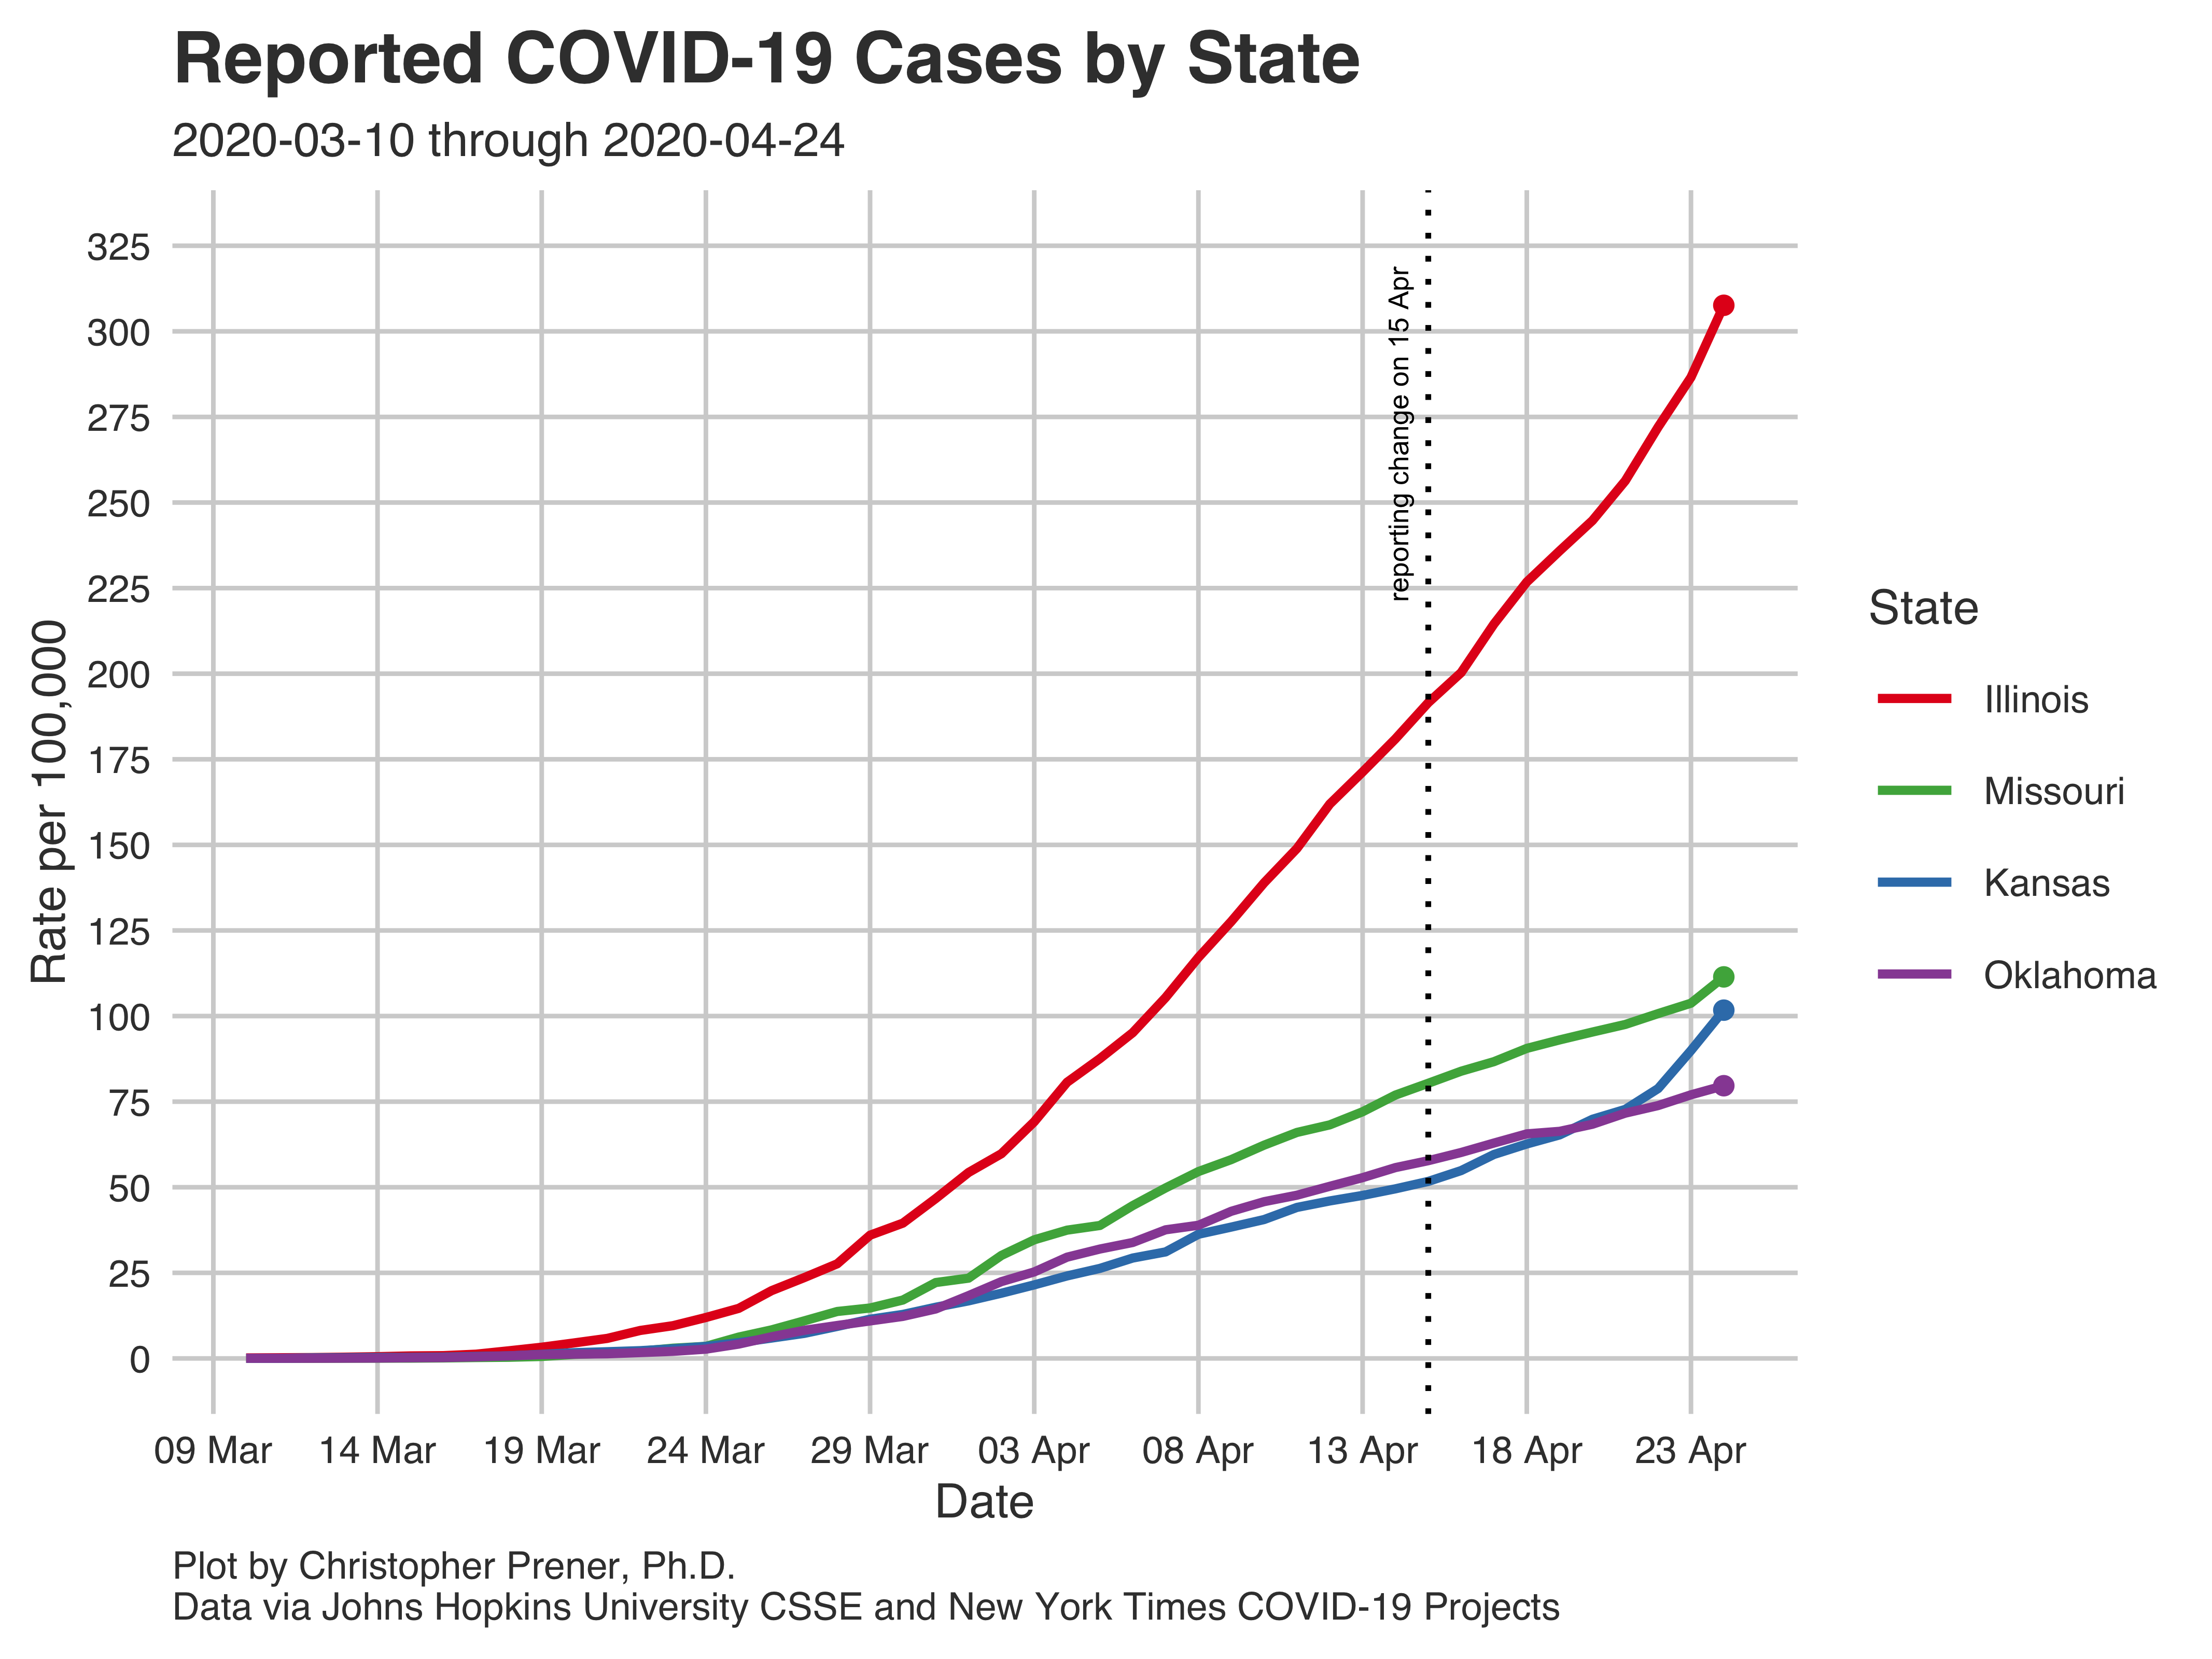 Reported COVID-19 Cases by State
2020-03-10 through 2020-04-24
325
300
275
250
225
200
175
150
125
100
75
50
25
0
Rate per 100,000
reporting change on 15 Apr
State
Illinois
Missouri
Kansas
Oklahoma
09 Mar 14 Mar 19 Mar 24 Mar 29 Mar 03 Apr 08 Apr 13 Apr 18 Apr 23 Apr
Date
Plot by Christopher Prener, Ph.D.
Data via Johns Hopkins University CSSE and New York Times COVID-19 Projects